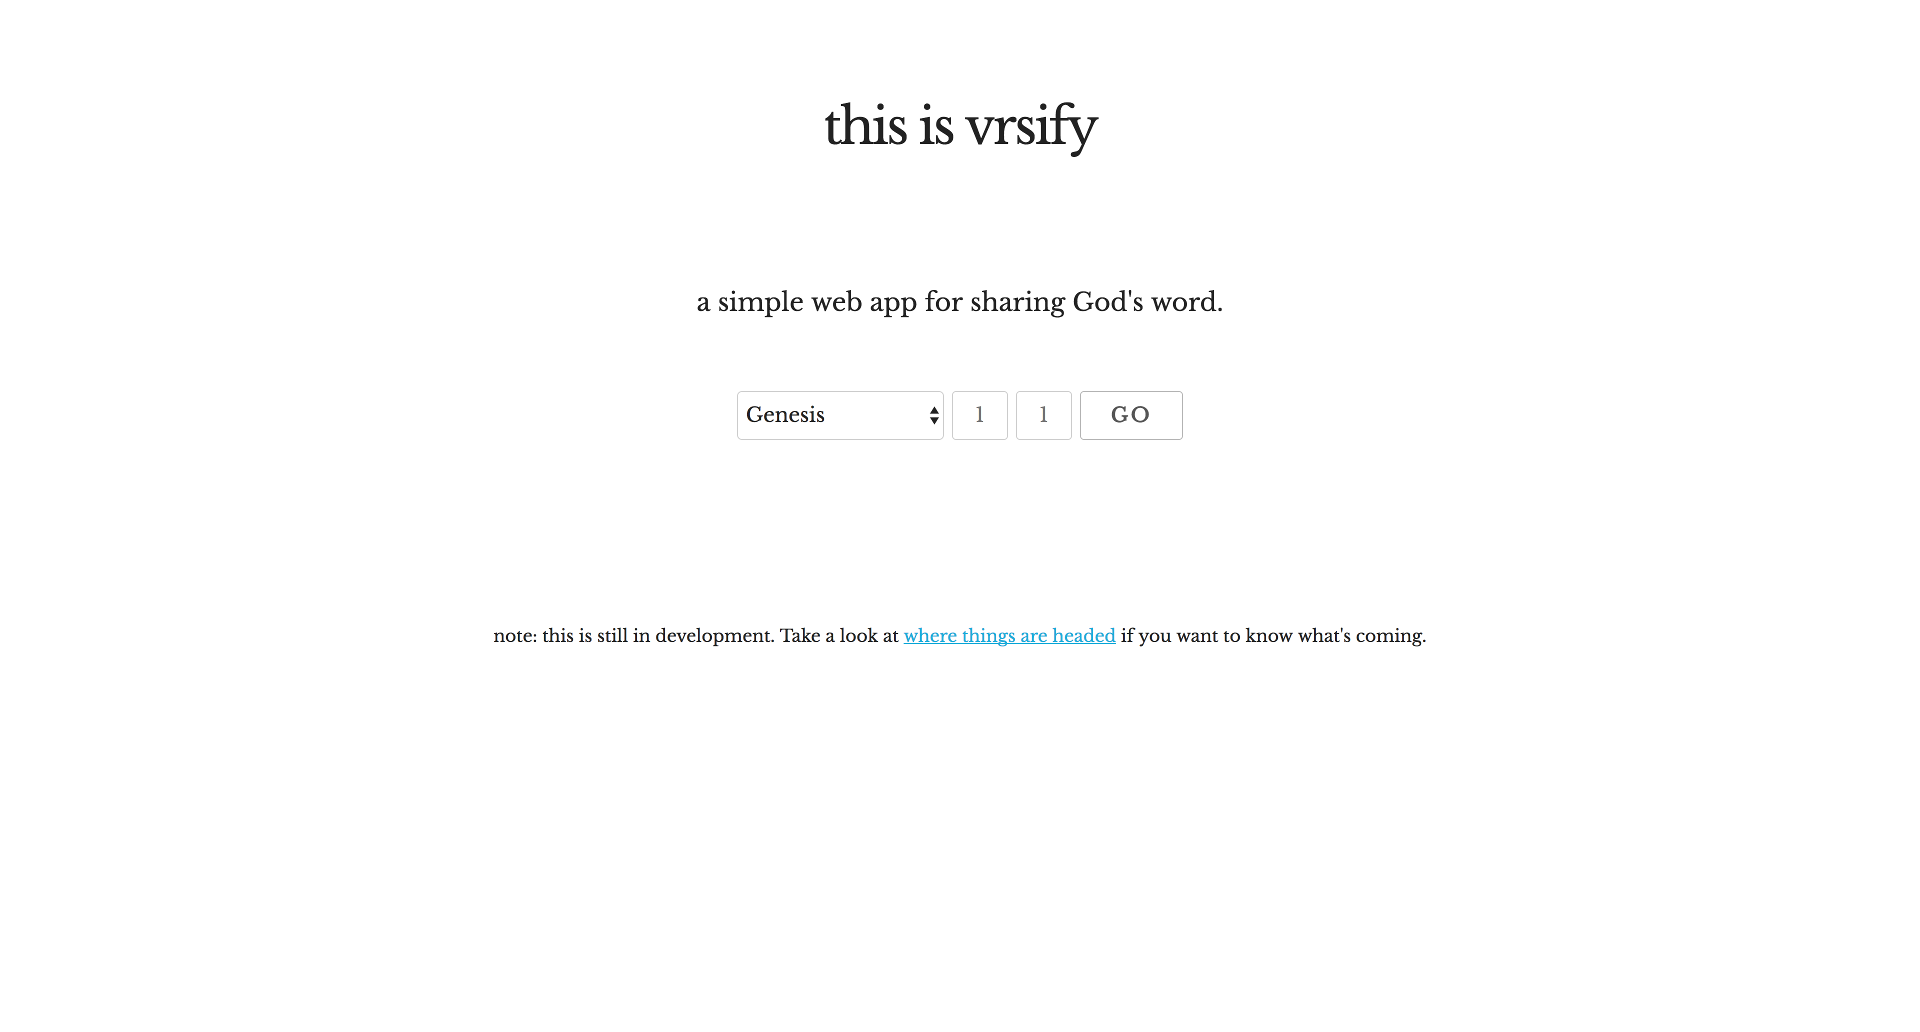 this is vrsify
a simple web app for sharing God's word.
Genesis 1 1 GO
note: this is still in development. Take a look at where things are headed if you want to know what's coming.